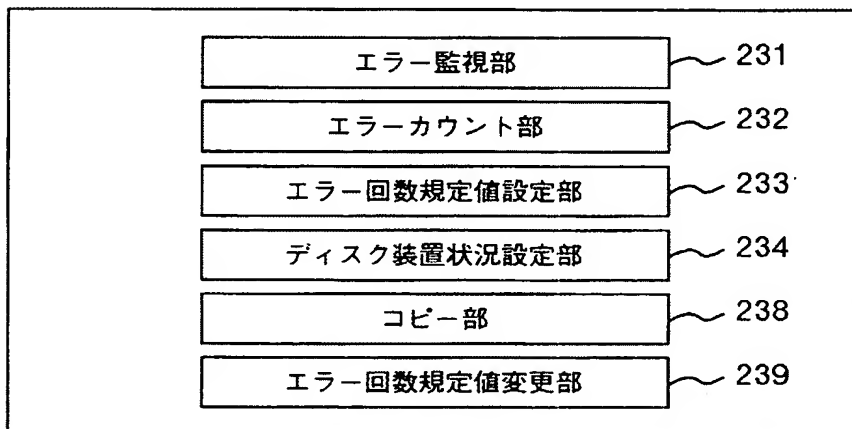 エラー監視部 231
エラーカウント部 232
エラー回数規定値設定部 233
ディスク装置状況設定部 234
コピー部 238
エラー回数規定値変更部 239